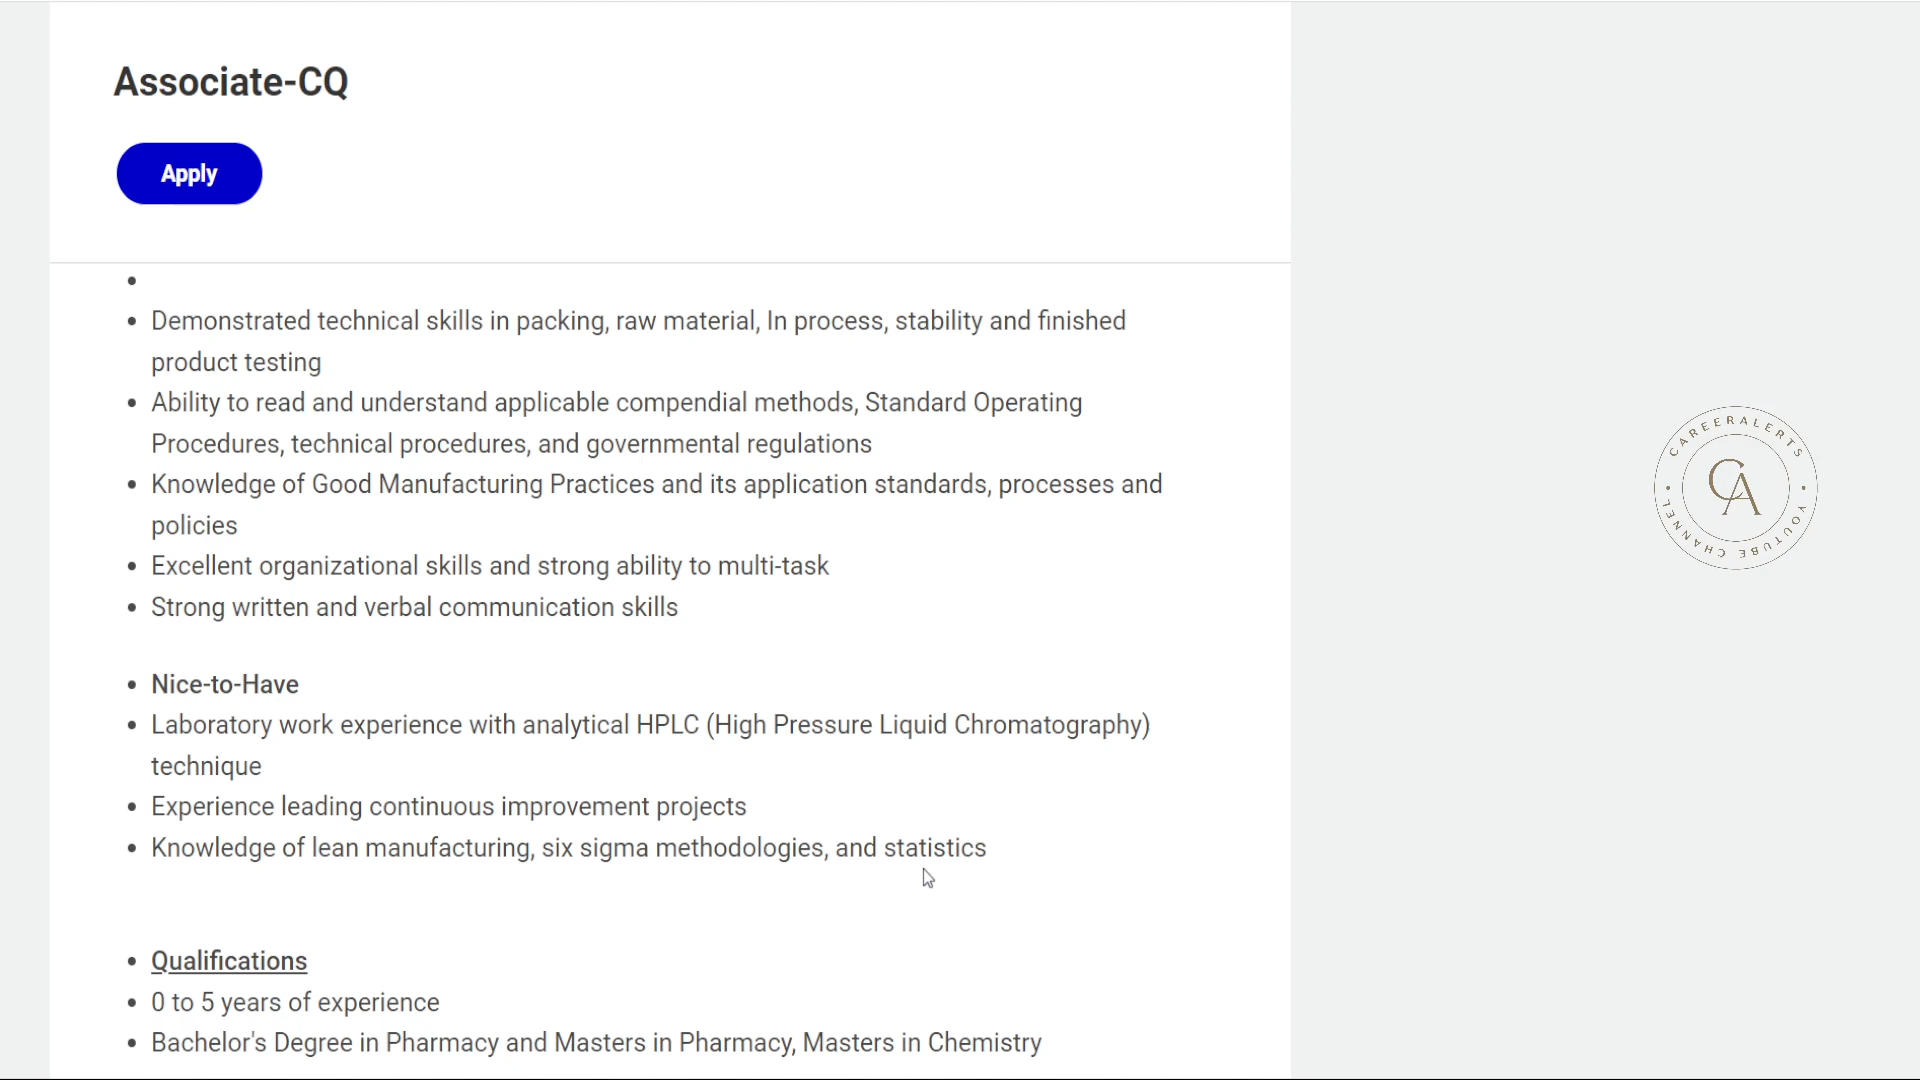 Associate-CQ
Apply
Demonstrated technical skills in packing, raw material, In process, stability and finished
product testing
Ability to read and understand applicable compendial methods, Standard Operating
Procedures, technical procedures, and governmental regulations
Knowledge of Good Manufacturing Practices and its application standards, processes and
policies
Excellent organizational skills and strong ability to multi-task
Strong written and verbal communication skills
Nice-to-Have
Laboratory work experience with analytical HPLC (High Pressure Liquid Chromatography)
technique
Experience leading continuous improvement projects
Knowledge of lean manufacturing, six sigma methodologies, and statistics
Qualifications
0 to 5 years of experience
Bachelor's Degree in Pharmacy and Masters in Pharmacy, Masters in Chemistry
CAREERALERTS
CA
YOUTUBE CHANNEL